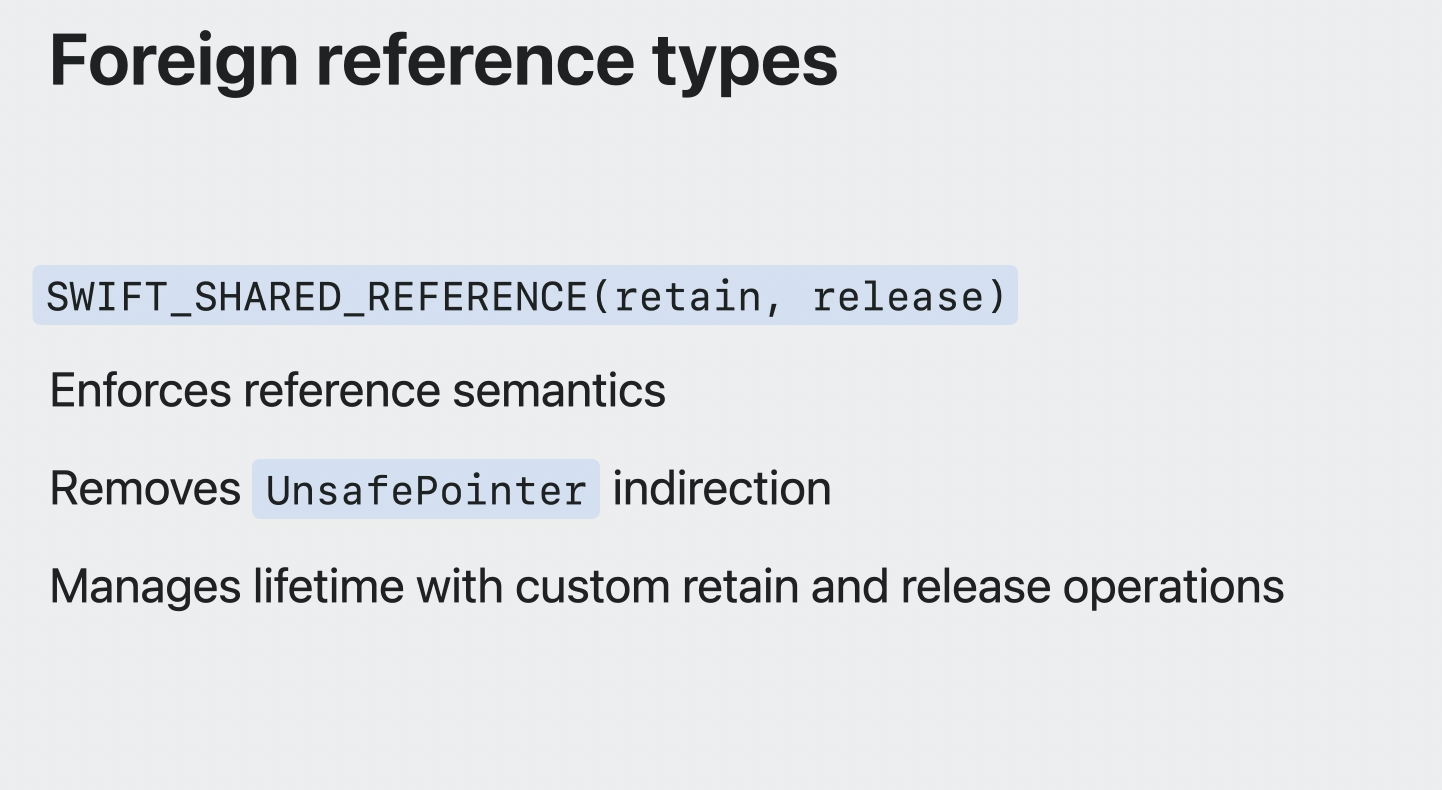 Foreign reference types
SWIFT_SHARED_REFERENCE(retain, release)
Enforces reference semantics
Removes UnsafePointer indirection
Manages lifetime with custom retain and release operations